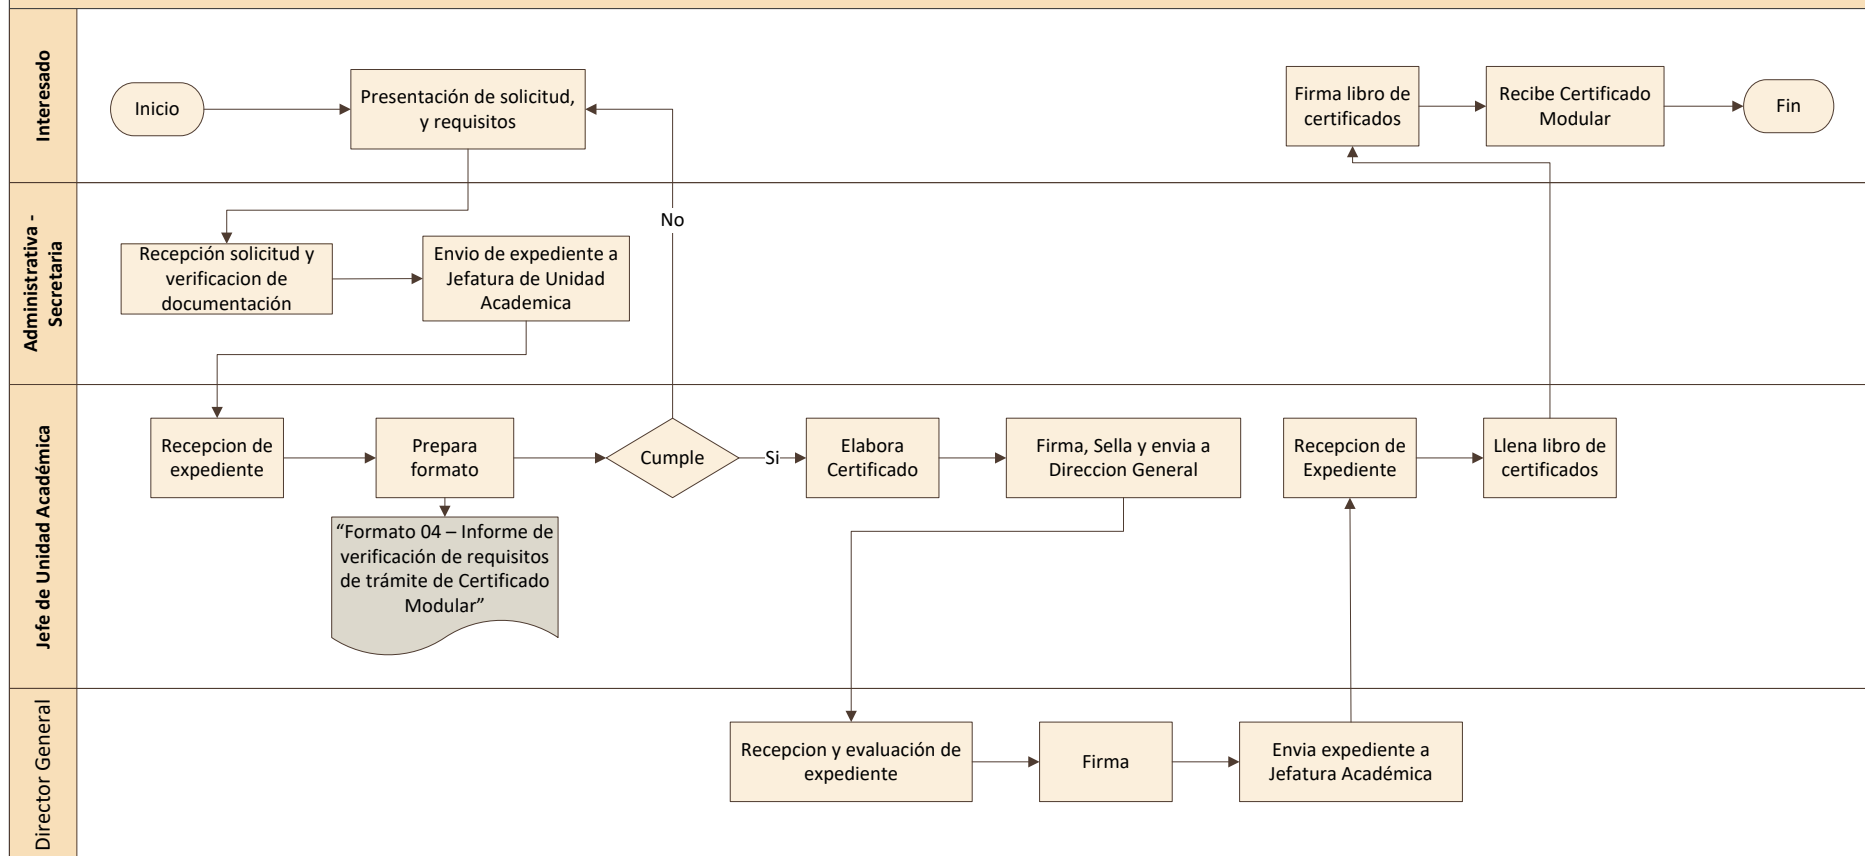 Interesado
Inicio
Presentación de solicitud,
y requisitos
Firma libro de
certificados
Recibe Certificado
Modular
Fin
Administrativa -
Secretaria
Recepción solicitud y
verificacion de
documentación
Envio de expediente a
Jefatura de Unidad
Academica
No
Jefe de Unidad Académica
Recepcion de
expediente
Prepara
formato
Cumple
Si
Elabora
Certificado
Firma, Sella y envia a
Direccion General
Recepcion de
Expediente
Llena libro de
certificados
“Formato 04 – Informe de
verificación de requisitos
de trámite de Certificado
Modular”
Director General
Recepcion y evaluación de
expediente
Firma
Envia expediente a
Jefatura Académica